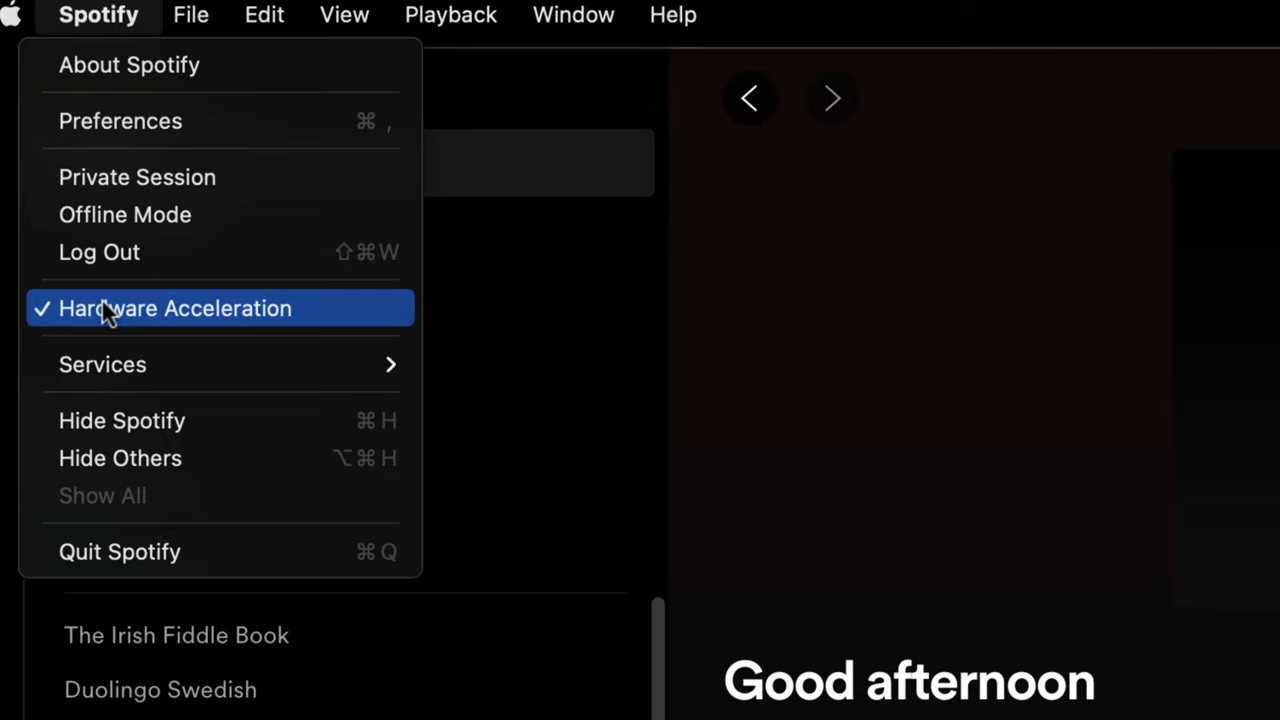 Spotify File Edit View Playback Window Help
About Spotify
Preferences ⌘ ,
Private Session
Offline Mode
Log Out ⇧⌘W
✓ Hardware Acceleration
Services >
Hide Spotify ⌘ H
Hide Others ⌥⌘ H
Show All
Quit Spotify ⌘ Q
The Irish Fiddle Book
Duolingo Swedish
Good afternoon